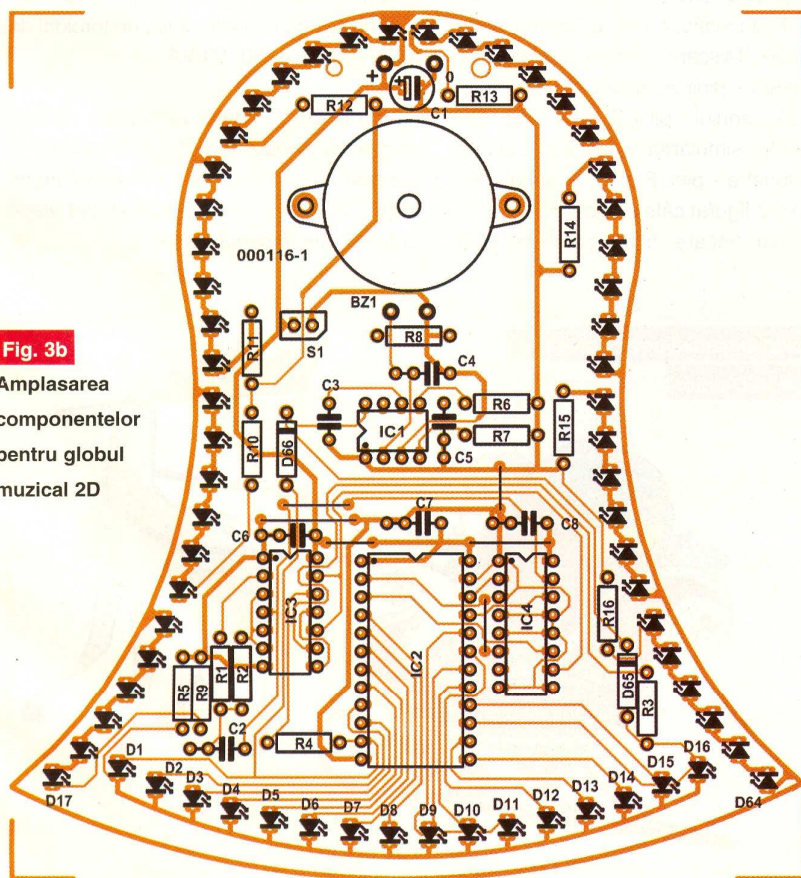 +
+
0
R12
R13
C1
R14
000116-1
BZ1
S1
R8
R11
C4
Fig. 3b
Amplasarea
componentelor
pentru globul
muzical 2D
C3
R6
R15
IC1
R10
D66
R7
C5
C7
C8
C6
IC3
IC2
IC4
R16
R5
R9
R1
R2
D65
R3
C2
R4
D17
D1
D2
D3
D4
D5
D6
D7
D8
D9
D10
D11
D12
D13
D14
D15
D16
D64